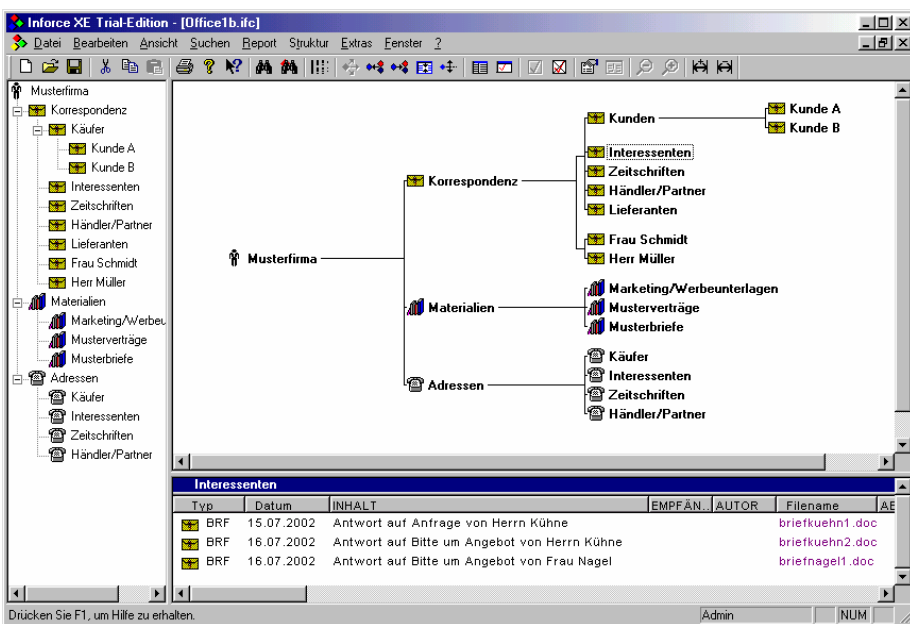 Inforce XE Trial-Edition - [Office1b.ifc]
Datei Bearbeiten Ansicht Suchen Report Struktur Extras Fenster ?
Musterfirma
Korrespondenz
Käufer
Kunde A
Kunde B
Interessenten
Zeitschriften
Händler/Partner
Lieferanten
Frau Schmidt
Herr Müller
Materialien
Marketing/Werbeu
Musterverträge
Musterbriefe
Adressen
Käufer
Interessenten
Zeitschriften
Händler/Partner
Musterfirma
Korrespondenz
Kunden
Kunde A
Kunde B
Interessenten
Zeitschriften
Händler/Partner
Lieferanten
Frau Schmidt
Herr Müller
Materialien
Marketing/Werbeunterlagen
Musterverträge
Musterbriefe
Adressen
Käufer
Interessenten
Zeitschriften
Händler/Partner
Interessenten
Typ Datum INHALT EMPFÄN... AUTOR Filename AE
BRF 15.07.2002 Antwort auf Anfrage von Herrn Kühne briefkuehn1.doc
BRF 16.07.2002 Antwort auf Bitte um Angebot von Herrn Kühne briefkuehn2.doc
BRF 16.07.2002 Antwort auf Bitte um Angebot von Frau Nagel briefnagel1.doc
Drücken Sie F1, um Hilfe zu erhalten. Admin NUM